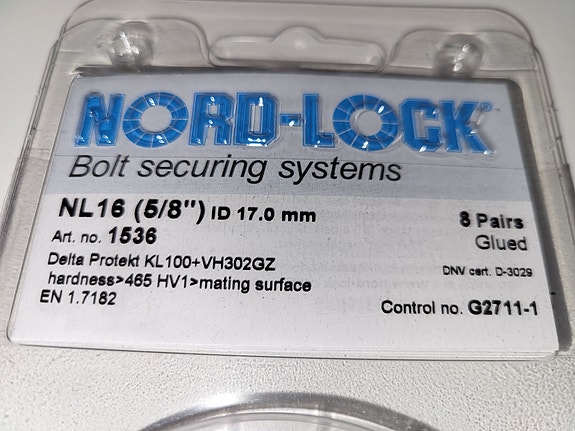 NORD-LOCK®
Bolt securing systems
NL16 (5/8") ID 17.0 mm
8 Pairs
Art. no. 1536
Glued
Delta Protekt KL100+VH302GZ
DNV cert. D-3029
hardness>465 HV1>mating surface
EN 1.7182
Control no. G2711-1